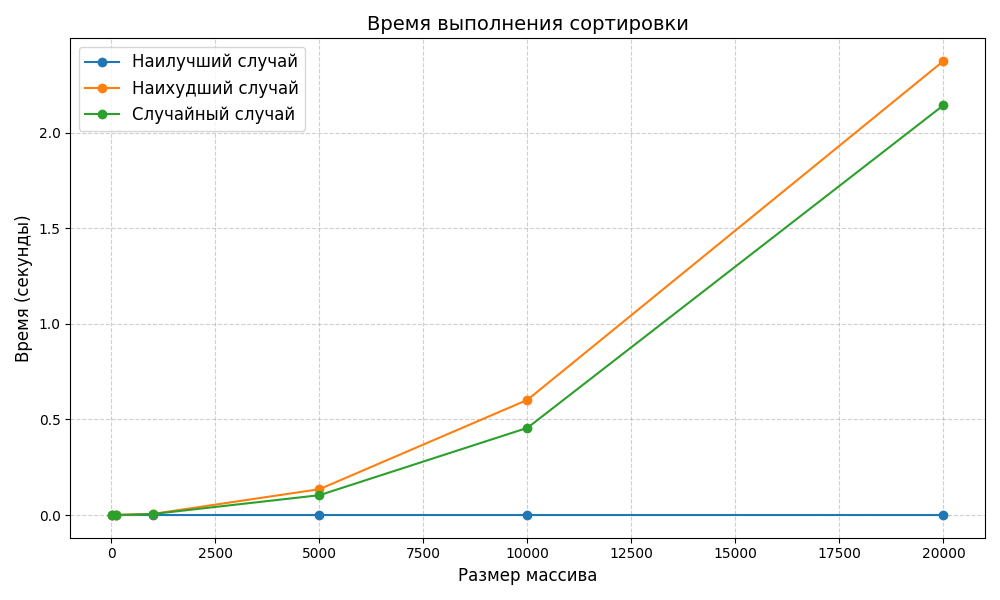 Время выполнения сортировки
Наилучший случай
Наихудший случай
Случайный случай
Время (секунды)
2.0
1.5
1.0
0.5
0.0
0 2500 5000 7500 10000 12500 15000 17500 20000
Размер массива